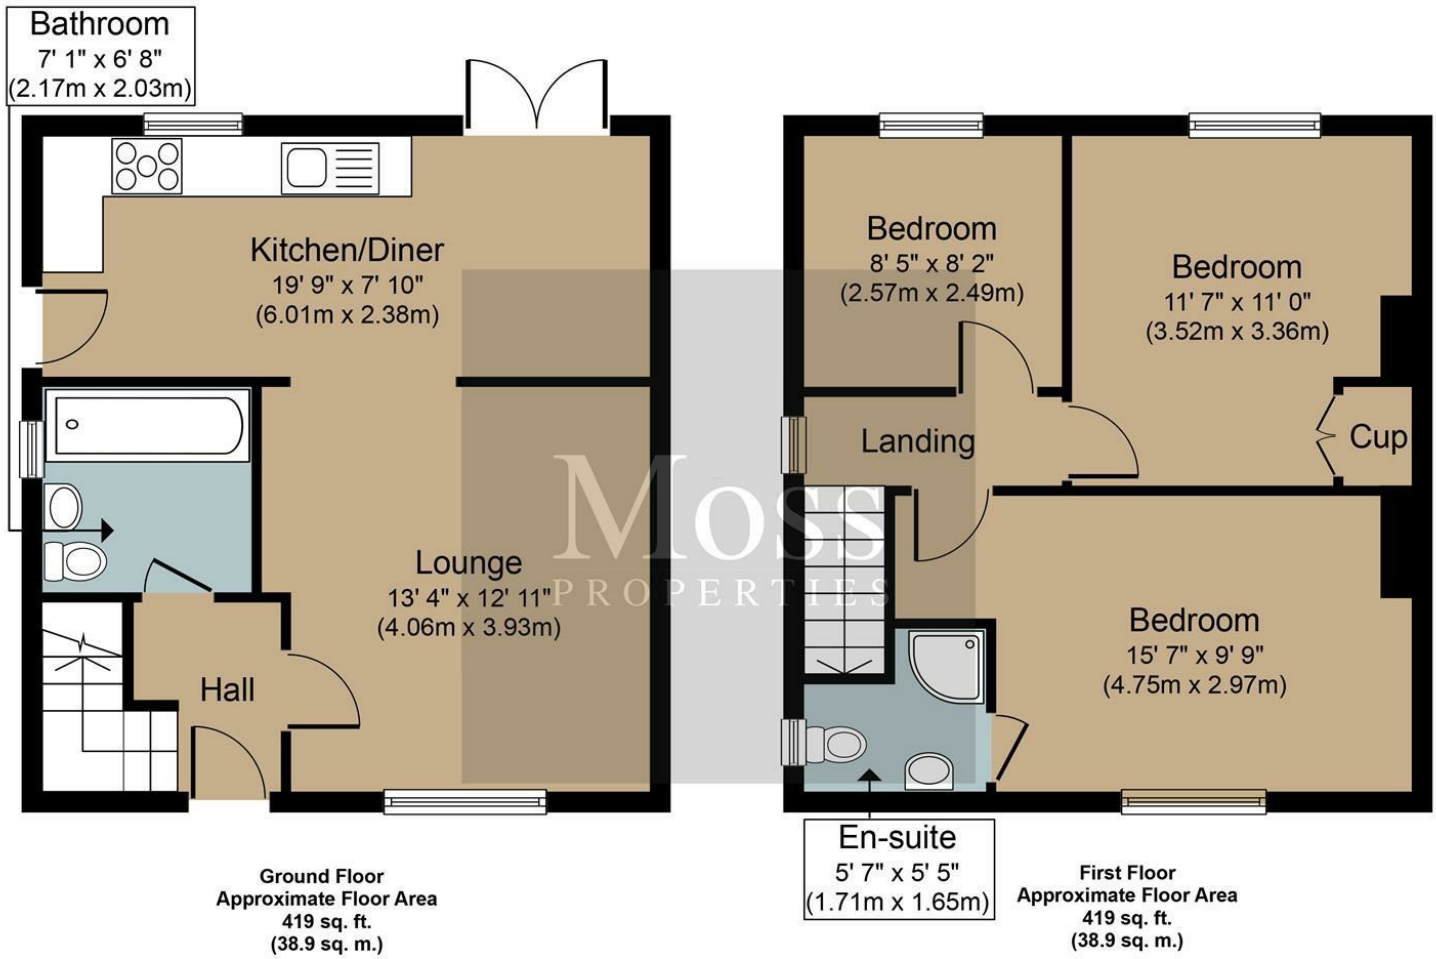 Bathroom
7' 1" x 6' 8"
(2.17m x 2.03m)
Kitchen/Diner
19' 9" x 7' 10"
(6.01m x 2.38m)
Lounge
13' 4" x 12' 11"
(4.06m x 3.93m)
Hall
Ground Floor
Approximate Floor Area
419 sq. ft.
(38.9 sq. m.)
Bedroom
8' 5" x 8' 2"
(2.57m x 2.49m)
Bedroom
11' 7" x 11' 0"
(3.52m x 3.36m)
Landing
Cup
Moss
PROPERTIES
Bedroom
15' 7" x 9' 9"
(4.75m x 2.97m)
En-suite
5' 7" x 5' 5"
(1.71m x 1.65m)
First Floor
Approximate Floor Area
419 sq. ft.
(38.9 sq. m.)